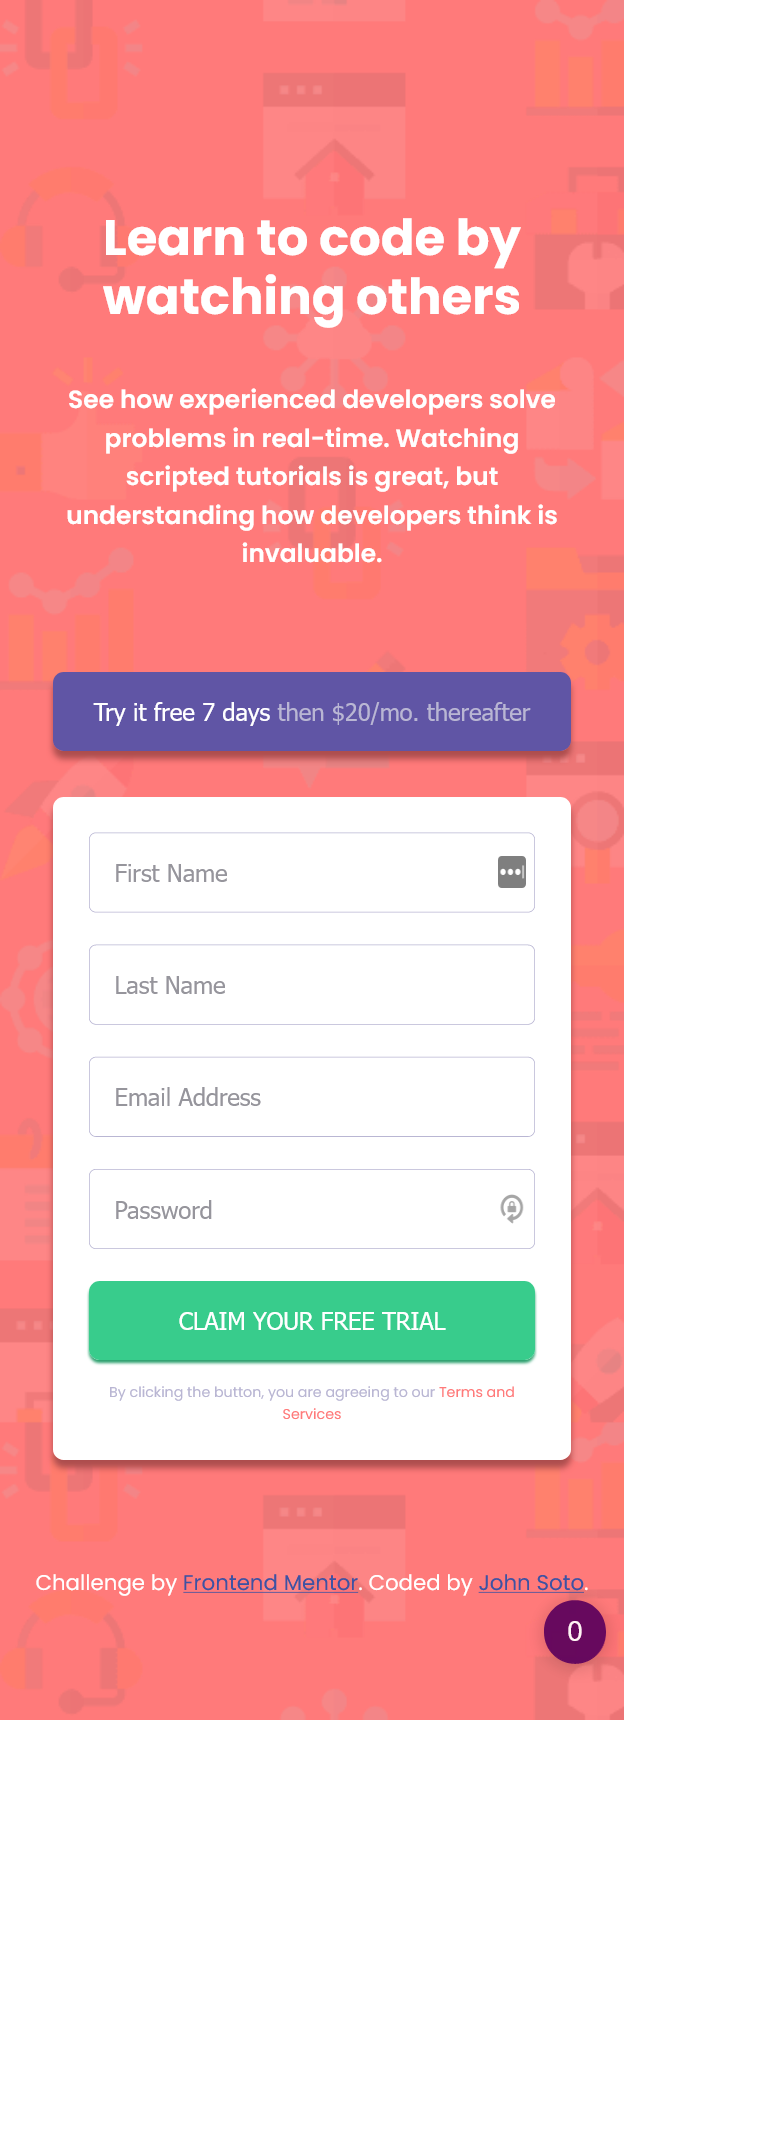 Learn to code by
watching others
See how experienced developers solve
problems in real-time. Watching
scripted tutorials is great, but
understanding how developers think is
invaluable.
Try it free 7 days then $20/mo. thereafter
First Name
Last Name
Email Address
Password
CLAIM YOUR FREE TRIAL
By clicking the button, you are agreeing to our Terms and
Services
Challenge by Frontend Mentor. Coded by John Soto.
0